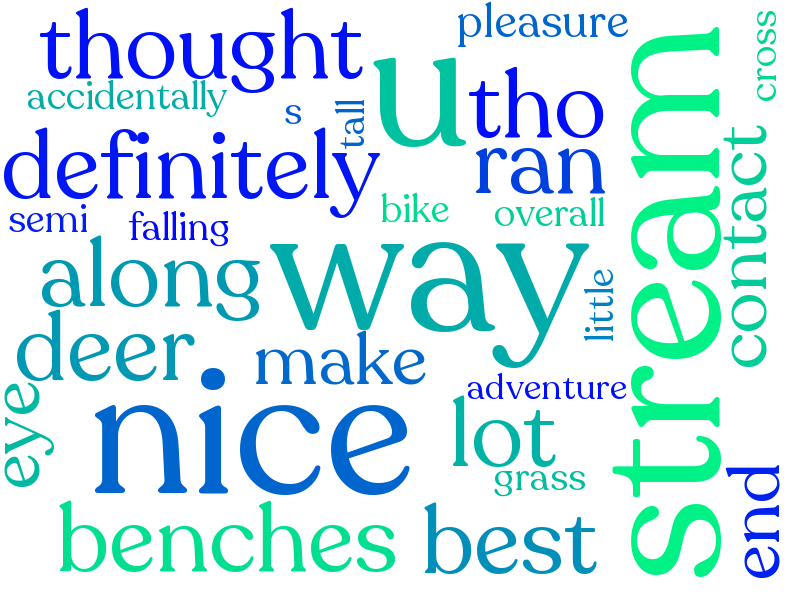 thought
pleasure
cross
accidentally
s
tall
u
tho
definitely
ran
stream
contact
semi
falling
bike
overall
along
way
little
deer
make
eye
nice
adventure
lot
grass
end
benches
best